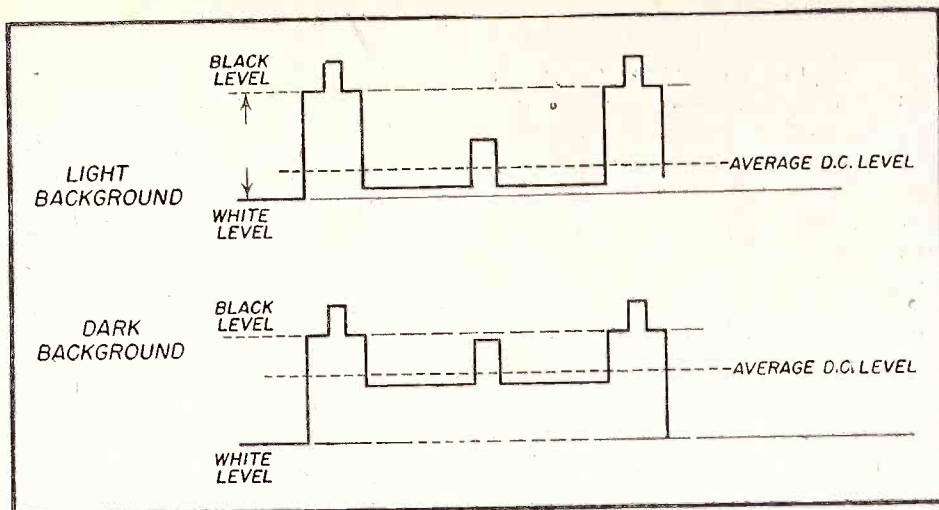 BLACK
LEVEL
LIGHT
BACKGROUND
AVERAGE D.C. LEVEL
WHITE
LEVEL
BLACK
LEVEL
DARK
BACKGROUND
AVERAGE D.C. LEVEL
WHITE
LEVEL